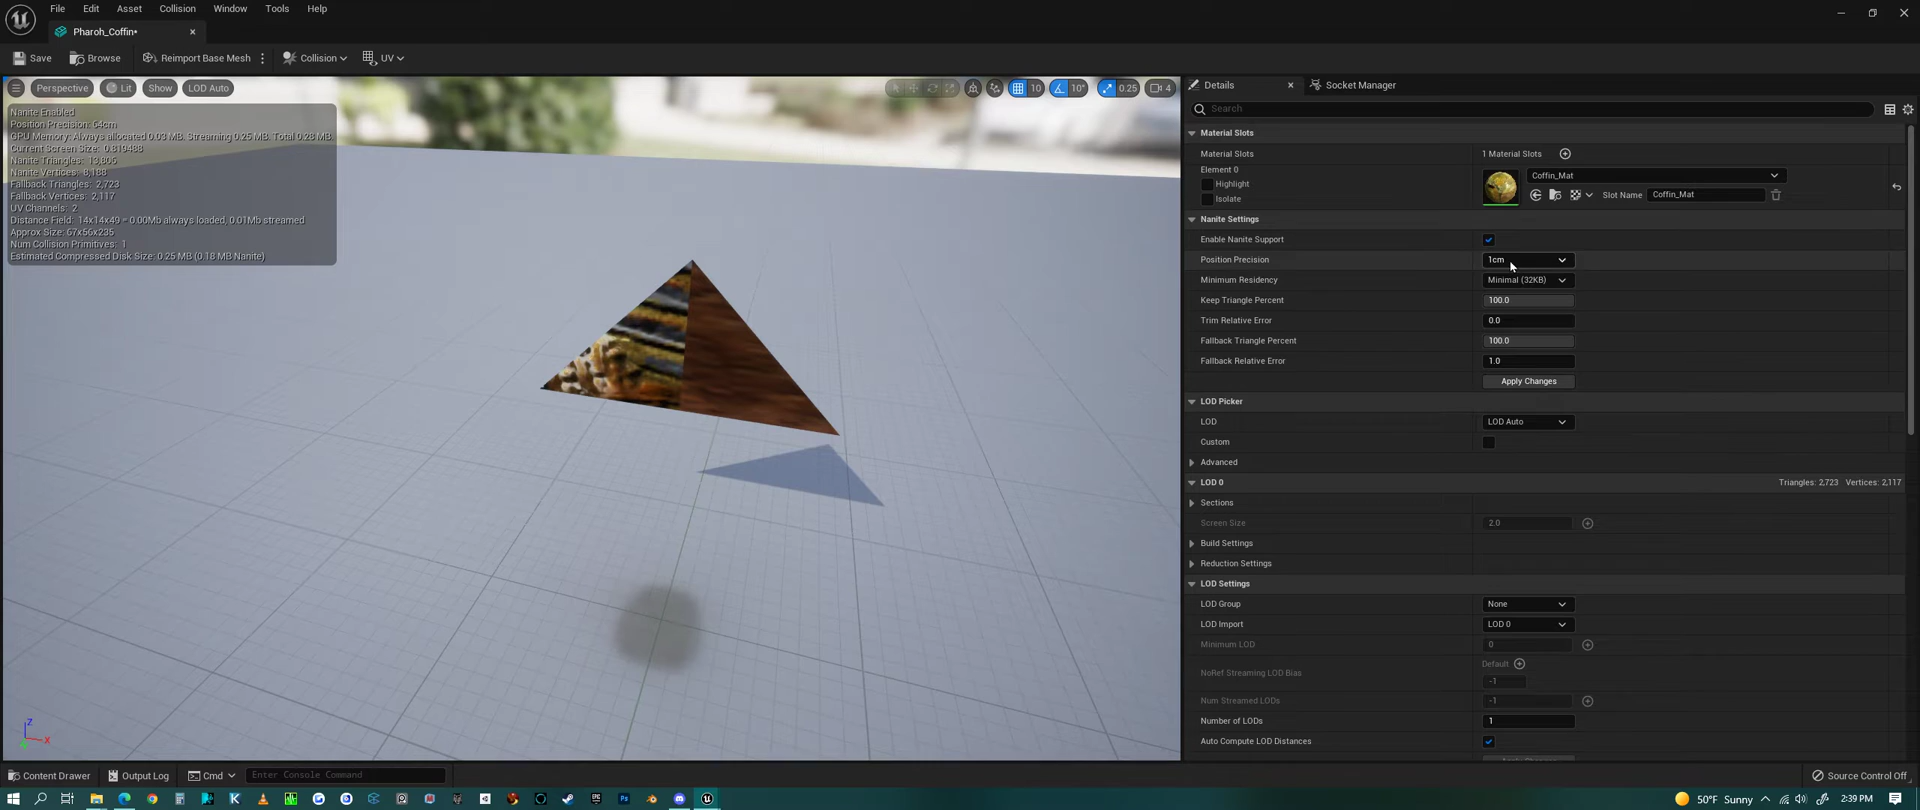 File Edit Asset Collision Window Tools Help
Pharoh_Coffin•
Save Browse Reimport Base Mesh Collision UV
Perspective Lit Show LOD Auto 10 10° 0.25 4
Nanite Enabled
Position Precision: 64cm
GPU Memory: Always allocated 0.03 MB. Streaming 0.25 MB. Total 0.28 MB.
Current Screen Size: 0.819488
Nanite Triangles: 13,805
Nanite Vertices: 8,188
Fallback Triangles: 2,723
Fallback Vertices: 2,117
UV Channels: 2
Distance Field: 14x14x49 = 0.00Mb always loaded, 0.01Mb streamed
Approx Size: 67x56x235
Num Collision Primitives: 1
Estimated Compressed Disk Size: 0.25 MB (0.18 MB Nanite)
Z
X
Details Socket Manager
Search
Material Slots
Material Slots 1 Material Slots
Element 0 Coffin_Mat
Highlight
Isolate Slot Name Coffin_Mat
Nanite Settings
Enable Nanite Support
Position Precision 1cm
Minimum Residency Minimal (32KB)
Keep Triangle Percent 100.0
Trim Relative Error 0.0
Fallback Triangle Percent 100.0
Fallback Relative Error 1.0
Apply Changes
LOD Picker
LOD LOD Auto
Custom
Advanced
LOD 0 Triangles: 2,723 Vertices: 2,117
Sections
Screen Size 2.0
Build Settings
Reduction Settings
LOD Settings
LOD Group None
LOD Import LOD 0
Minimum LOD 0
Default
NoRef Streaming LOD Bias
-1
Num Streamed LODs -1
Number of LODs 1
Auto Compute LOD Distances
Apply Changes
Content Drawer Output Log Cmd Enter Console Command Source Control Off
50°F Sunny 2:39 PM